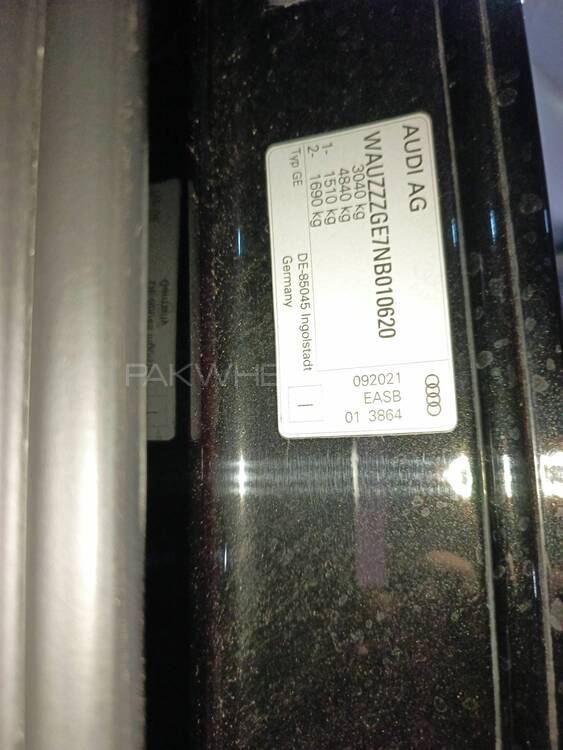 AUDI AG
WAUZZZGE7NB010620
3040 kg
4840 kg
1- 1510 kg
2- 1690 kg
Typ GE
DE-85045 Ingolstadt
Germany
092021
EASB
01 3864
I
PAKWHE